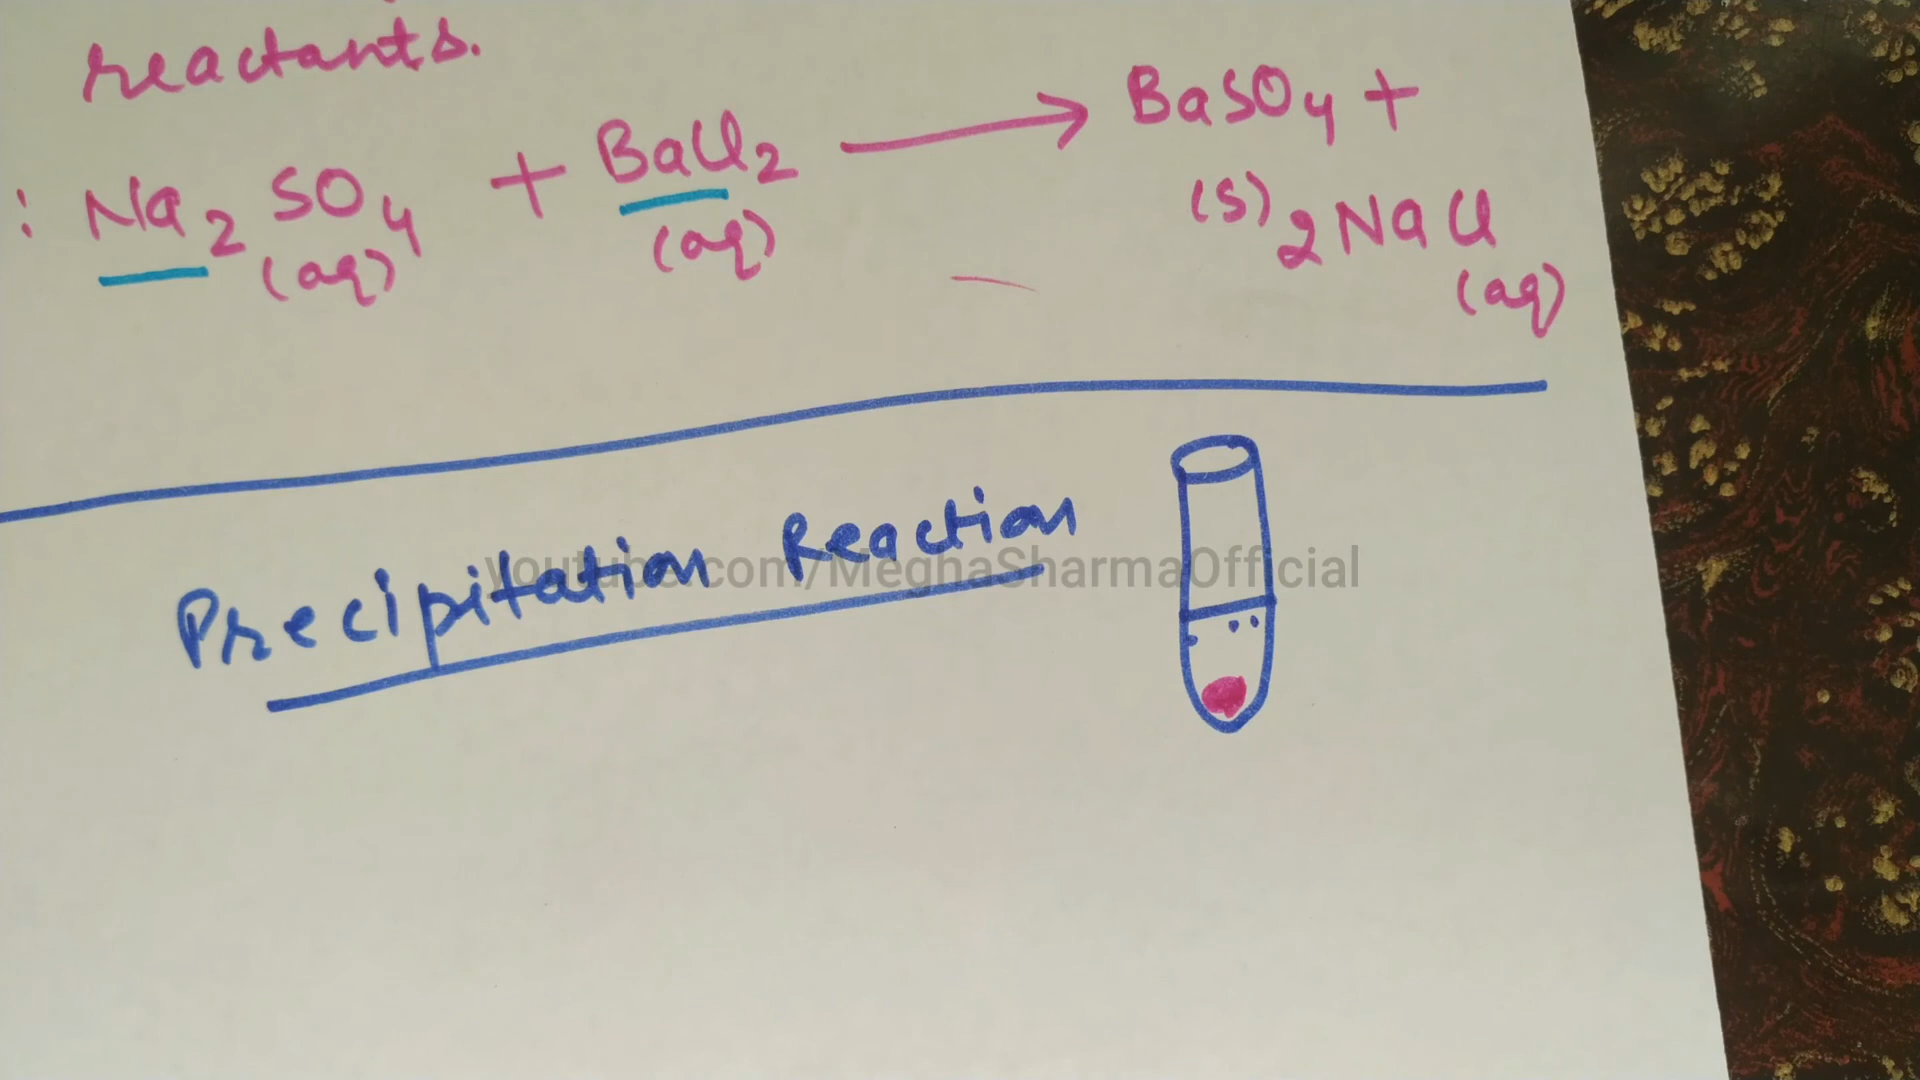 reactants.
: Na2SO4 + BaCl2 → BaSO4 +
(aq) (aq) (s) 2NaCl
(aq)
Precipitation Reaction
youtube.com/MeghaSharmaOfficial